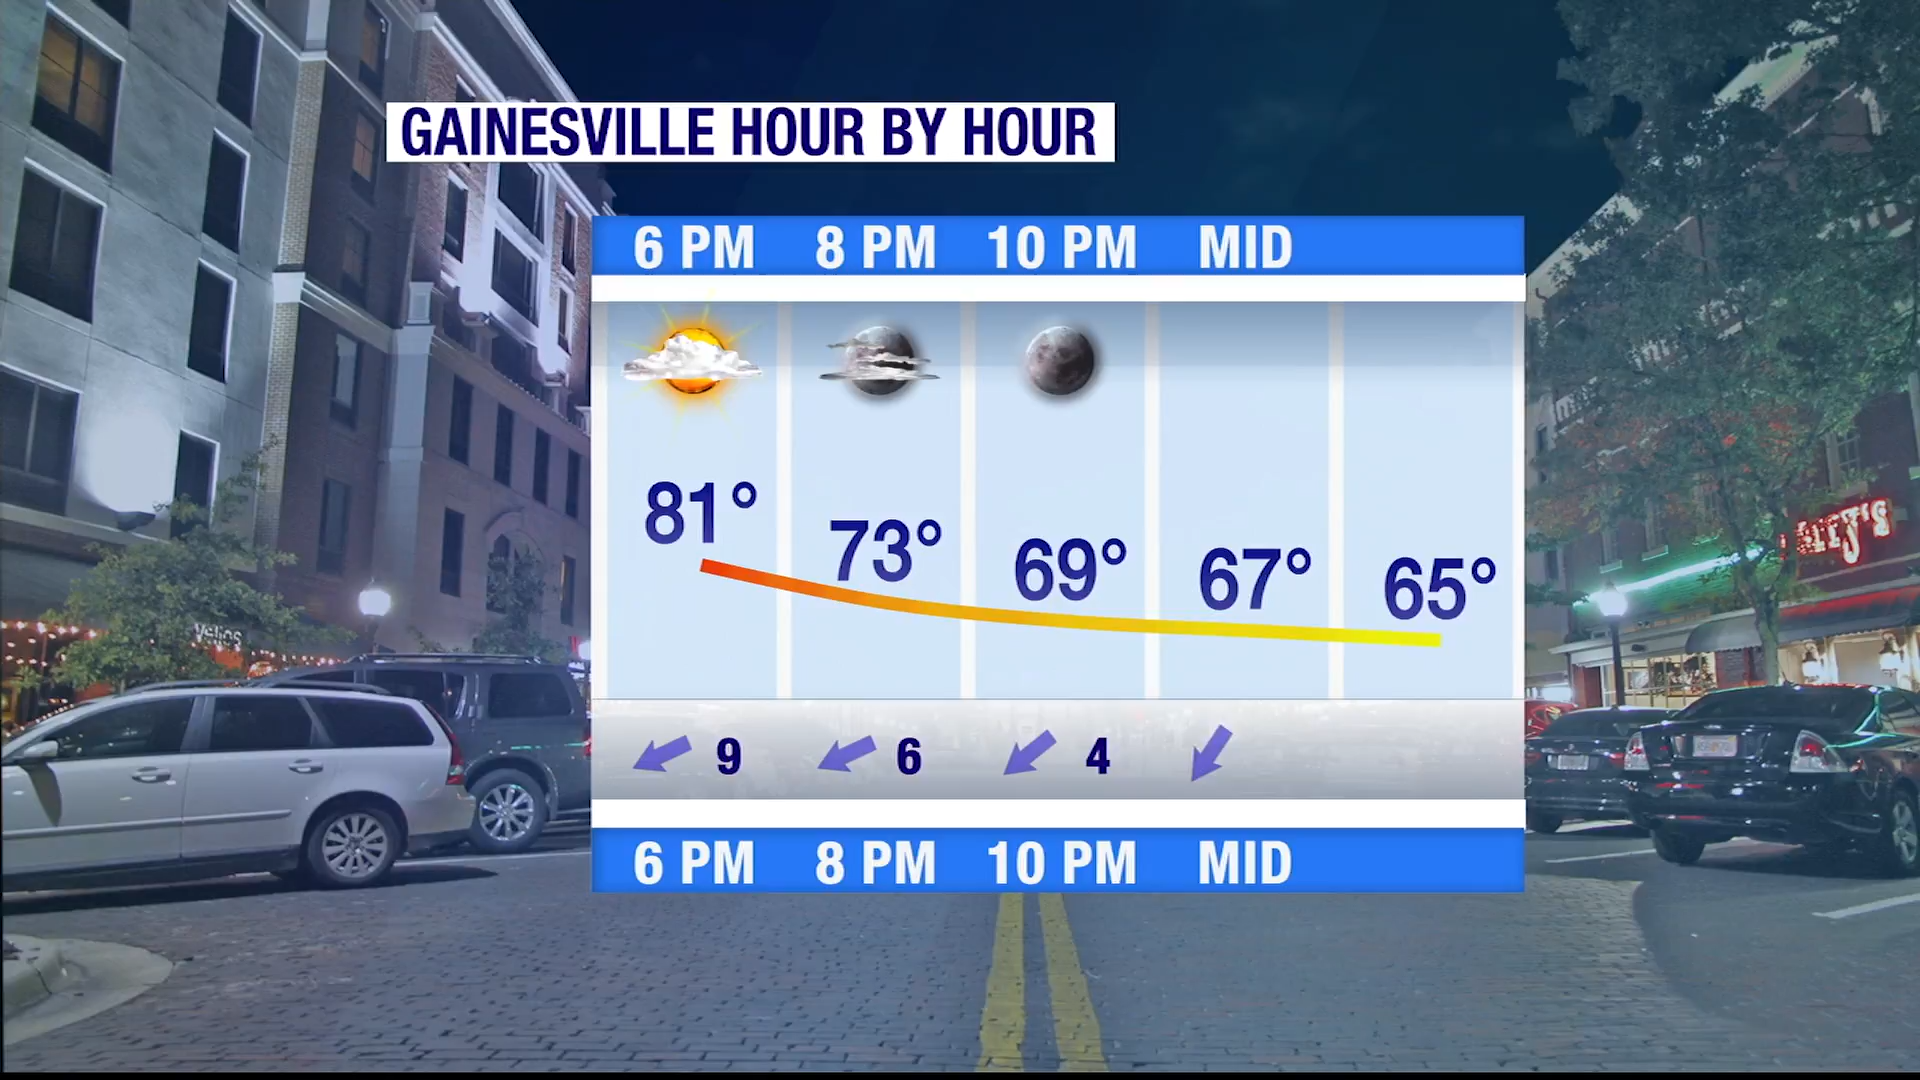 GAINESVILLE HOUR BY HOUR
6 PM 8 PM 10 PM MID
81° 73° 69° 67° 65°
9 6 4
6 PM 8 PM 10 PM MID
Velios